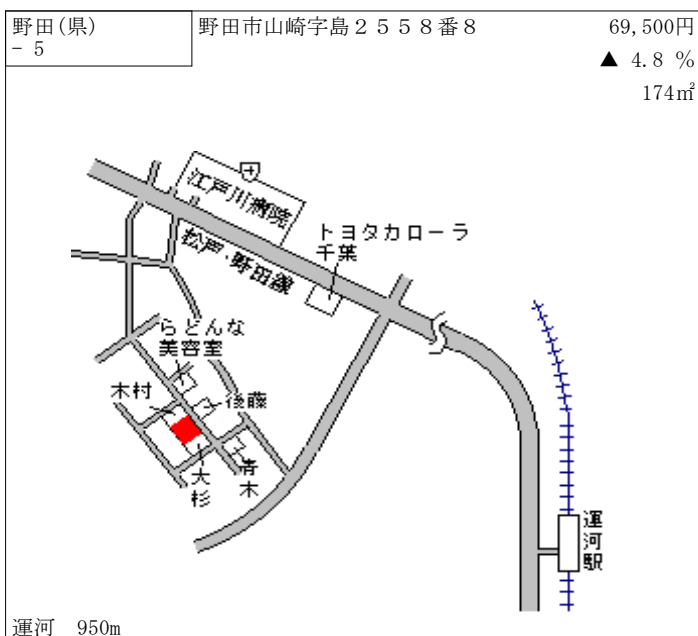 野田(県)
- 5
野田市山崎字島２５５８番８
69,500円
▲ 4.8 %
174㎡
江戸川病院
松戸・野田線
トヨタカローラ
千葉
らどんな
美容室
木村
後藤
大杉
青木
運河駅
運河 950m